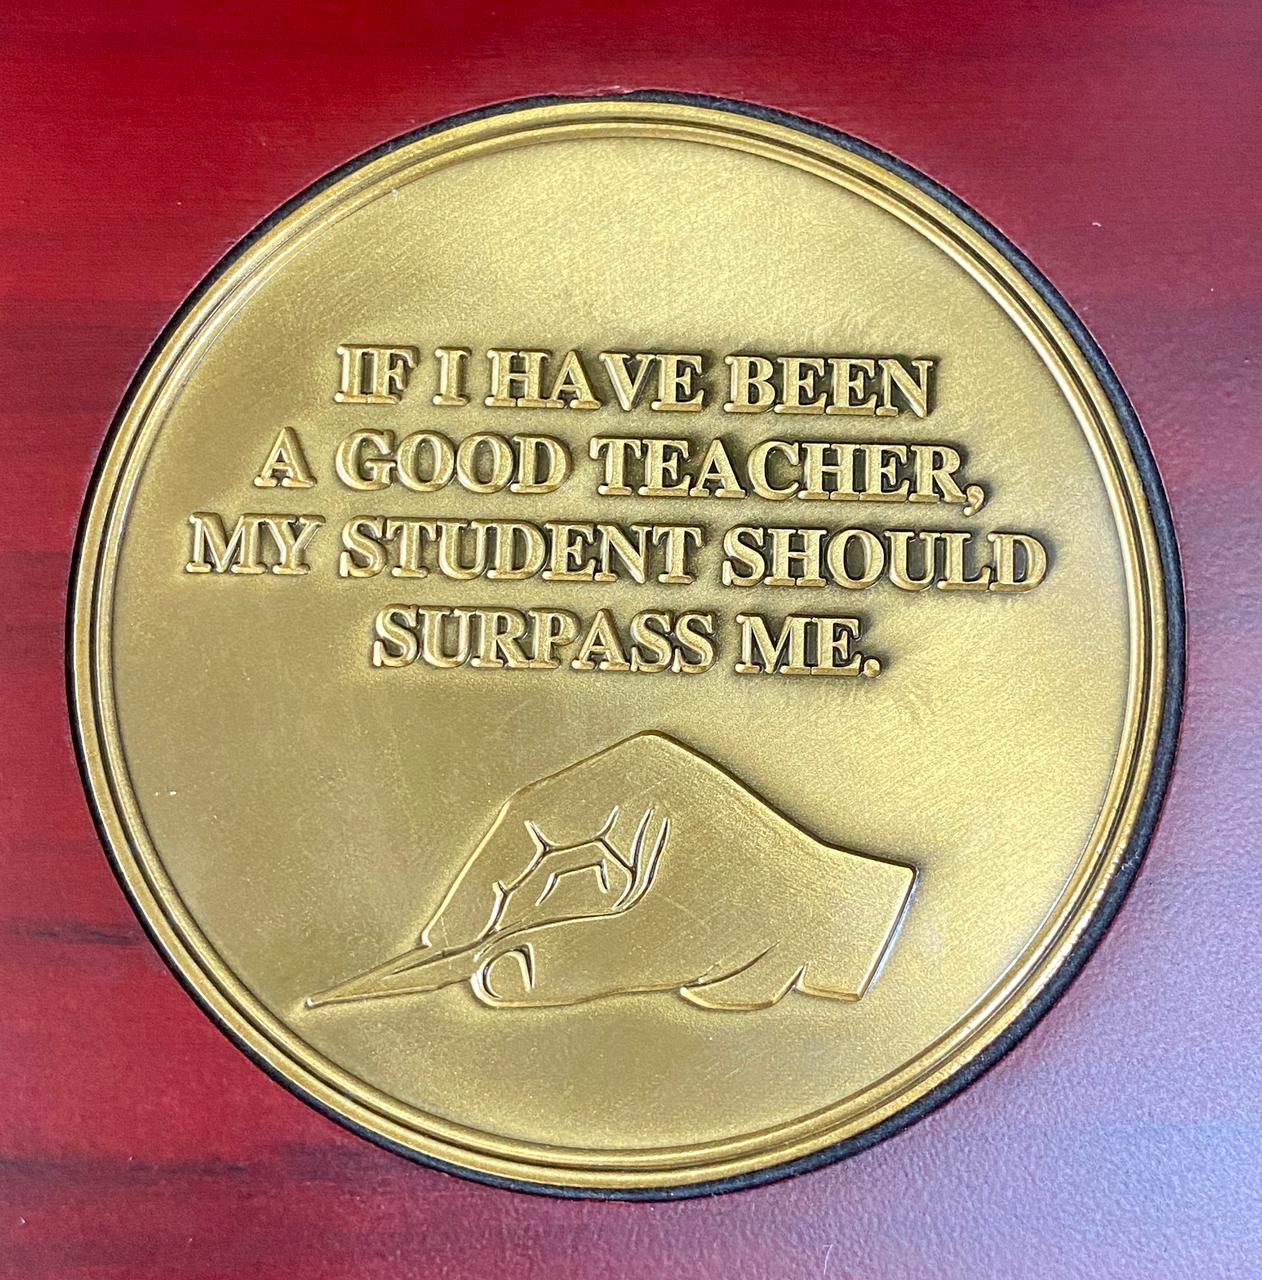 IF I HAVE BEEN
A GOOD TEACHER,
MY STUDENT SHOULD
SURPASS ME.